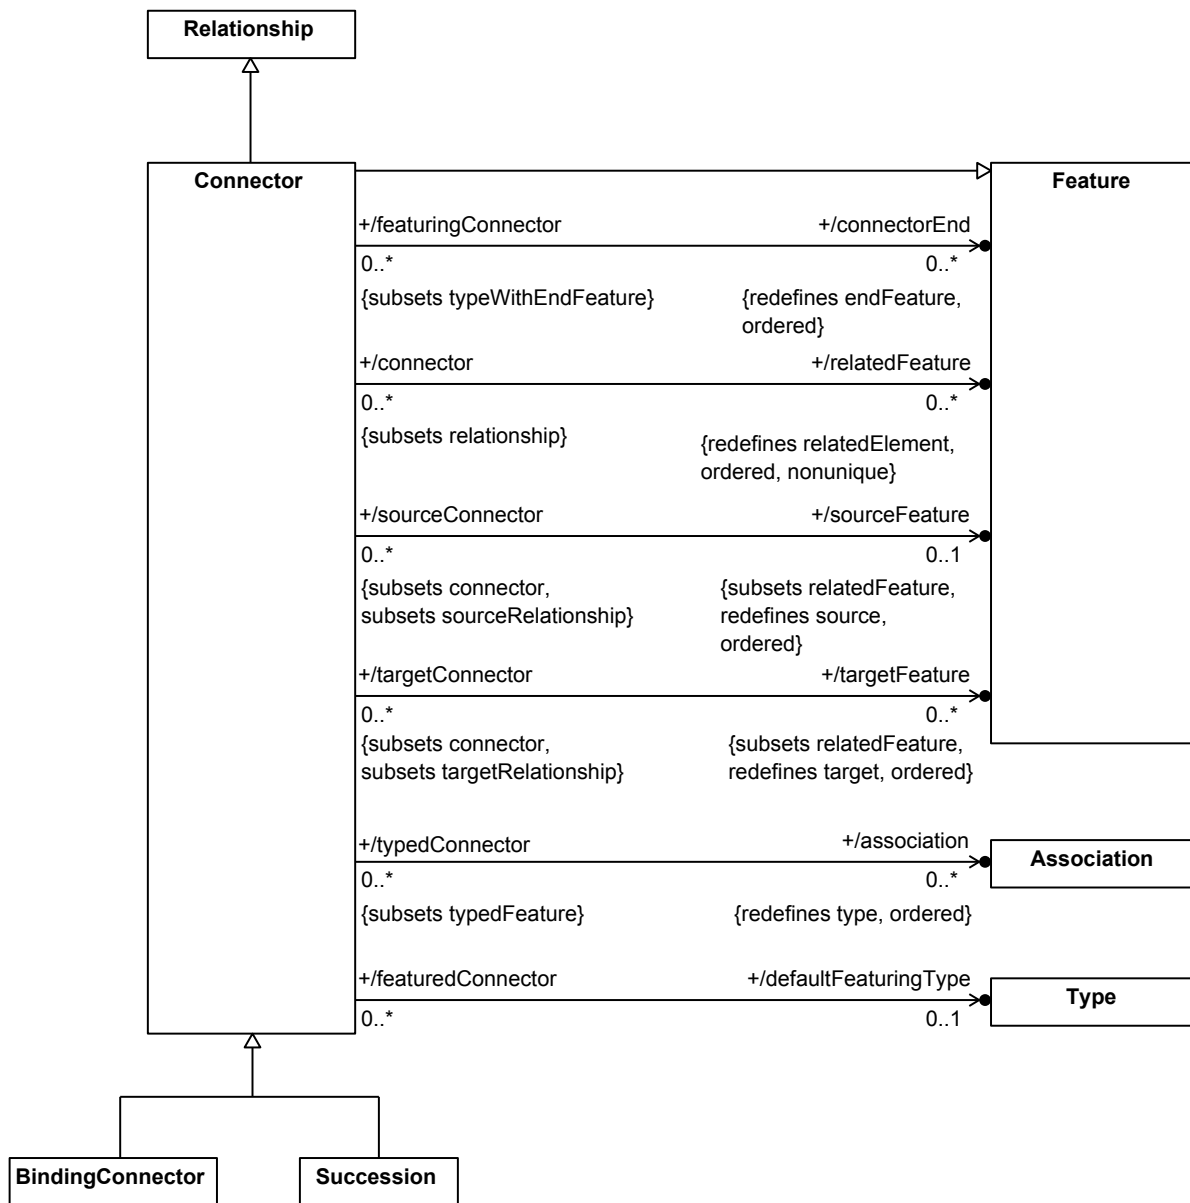 Relationship
Connector
Feature
+/featuringConnector
+/connectorEnd
0..*
0..*
{subsets typeWithEndFeature}
{redefines endFeature,
ordered}
+/connector
+/relatedFeature
0..*
0..*
{subsets relationship}
{redefines relatedElement,
ordered, nonunique}
+/sourceConnector
+/sourceFeature
0..*
0..1
{subsets connector,
subsets sourceRelationship}
{subsets relatedFeature,
redefines source,
ordered}
+/targetConnector
+/targetFeature
0..*
0..*
{subsets connector,
subsets targetRelationship}
{subsets relatedFeature,
redefines target, ordered}
+/typedConnector
+/association
Association
0..*
0..*
{subsets typedFeature}
{redefines type, ordered}
+/featuredConnector
+/defaultFeaturingType
Type
0..*
0..1
BindingConnector
Succession